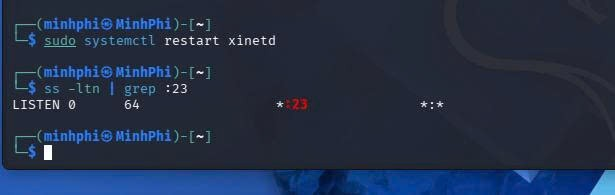 ┌──(minhphi㉿MinhPhi)-[~]
└─$ sudo systemctl restart xinetd
┌──(minhphi㉿MinhPhi)-[~]
└─$ ss -ltn | grep :23
LISTEN 0      64                 *:23              *:*
┌──(minhphi㉿MinhPhi)-[~]
└─$